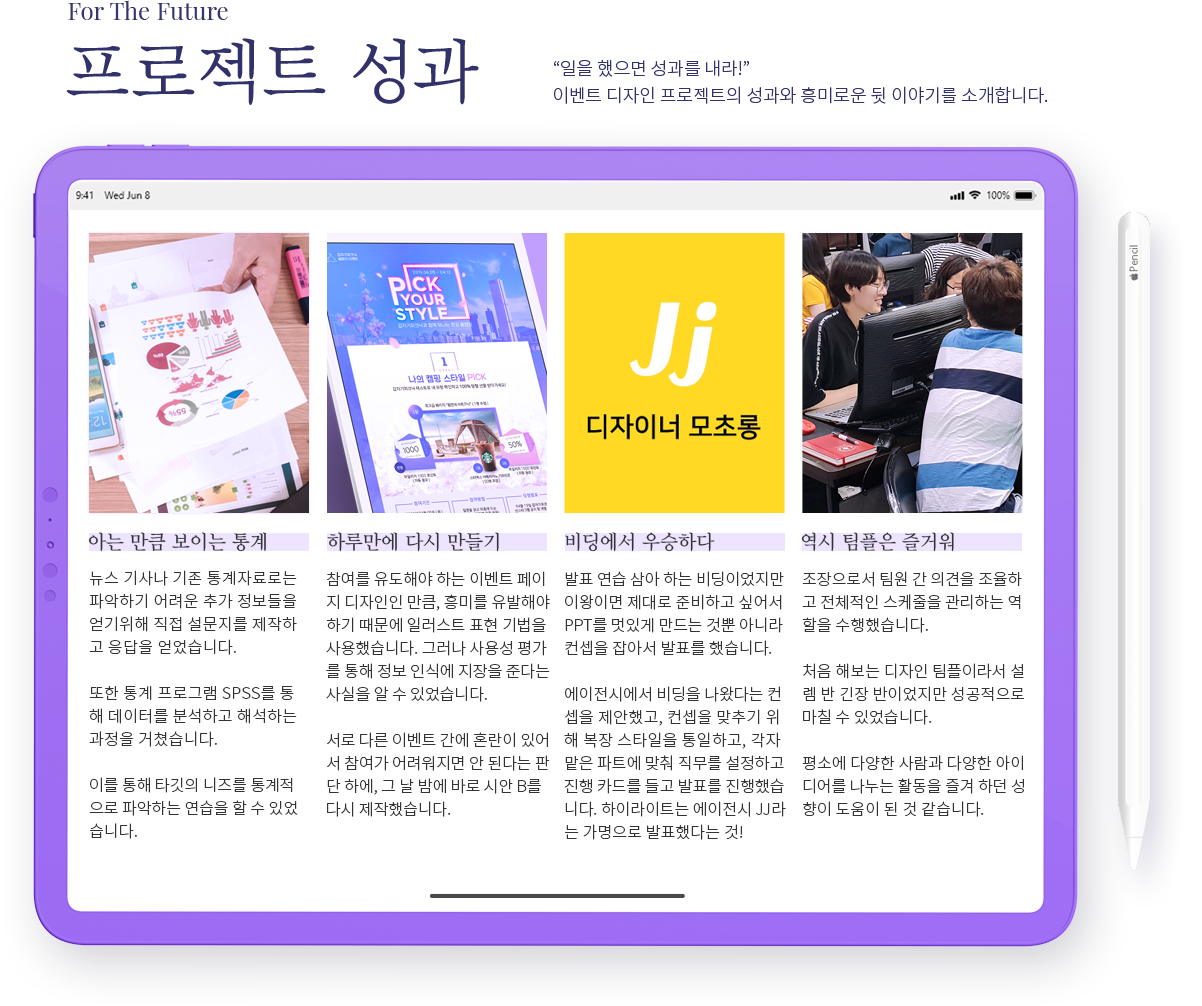 For The Future
프로젝트 성과
“일을 했으면 성과를 내라!”
이벤트 디자인 프로젝트의 성과와 흥미로운 뒷 이야기를 소개합니다.
9:41 Wed Jun 8
100%
Pencil
65%
PICK
YOUR
STYLE
1
나의 캠핑 스타일 PICK
1000
50%
Jj
디자이너 모초롱
아는 만큼 보이는 통계
뉴스 기사나 기존 통계자료로는
파악하기 어려운 추가 정보들을
얻기위해 직접 설문지를 제작하
고 응답을 얻었습니다.
또한 통계 프로그램 SPSS를 통
해 데이터를 분석하고 해석하는
과정을 거쳤습니다.
이를 통해 타깃의 니즈를 통계적
으로 파악하는 연습을 할 수 있었
습니다.
하루만에 다시 만들기
참여를 유도해야 하는 이벤트 페이
지 디자인인 만큼, 흥미를 유발해야
하기 때문에 일러스트 표현 기법을
사용했습니다. 그러나 사용성 평가
를 통해 정보 인식에 지장을 준다는
사실을 알 수 있었습니다.
서로 다른 이벤트 간에 혼란이 있어
서 참여가 어려워지면 안 된다는 판
단 하에, 그 날 밤에 바로 시안 B를
다시 제작했습니다.
비딩에서 우승하다
발표 연습 삼아 하는 비딩이었지만
이왕이면 제대로 준비하고 싶어서
PPT를 멋있게 만드는 것뿐 아니라
컨셉을 잡아서 발표를 했습니다.
에이전시에서 비딩을 나왔다는 컨
셉을 제안했고, 컨셉을 맞추기 위
해 복장 스타일을 통일하고, 각자
맡은 파트에 맞춰 직무를 설정하고
진행 카드를 들고 발표를 진행했습
니다. 하이라이트는 에이전시 JJ라
는 가명으로 발표했다는 것!
역시 팀플은 즐거워
조장으로서 팀원 간 의견을 조율하
고 전체적인 스케줄을 관리하는 역
할을 수행했습니다.
처음 해보는 디자인 팀플이라서 설
렘 반 긴장 반이었지만 성공적으로
마칠 수 있었습니다.
평소에 다양한 사람과 다양한 아이
디어를 나누는 활동을 즐겨 하던 성
향이 도움이 된 것 같습니다.